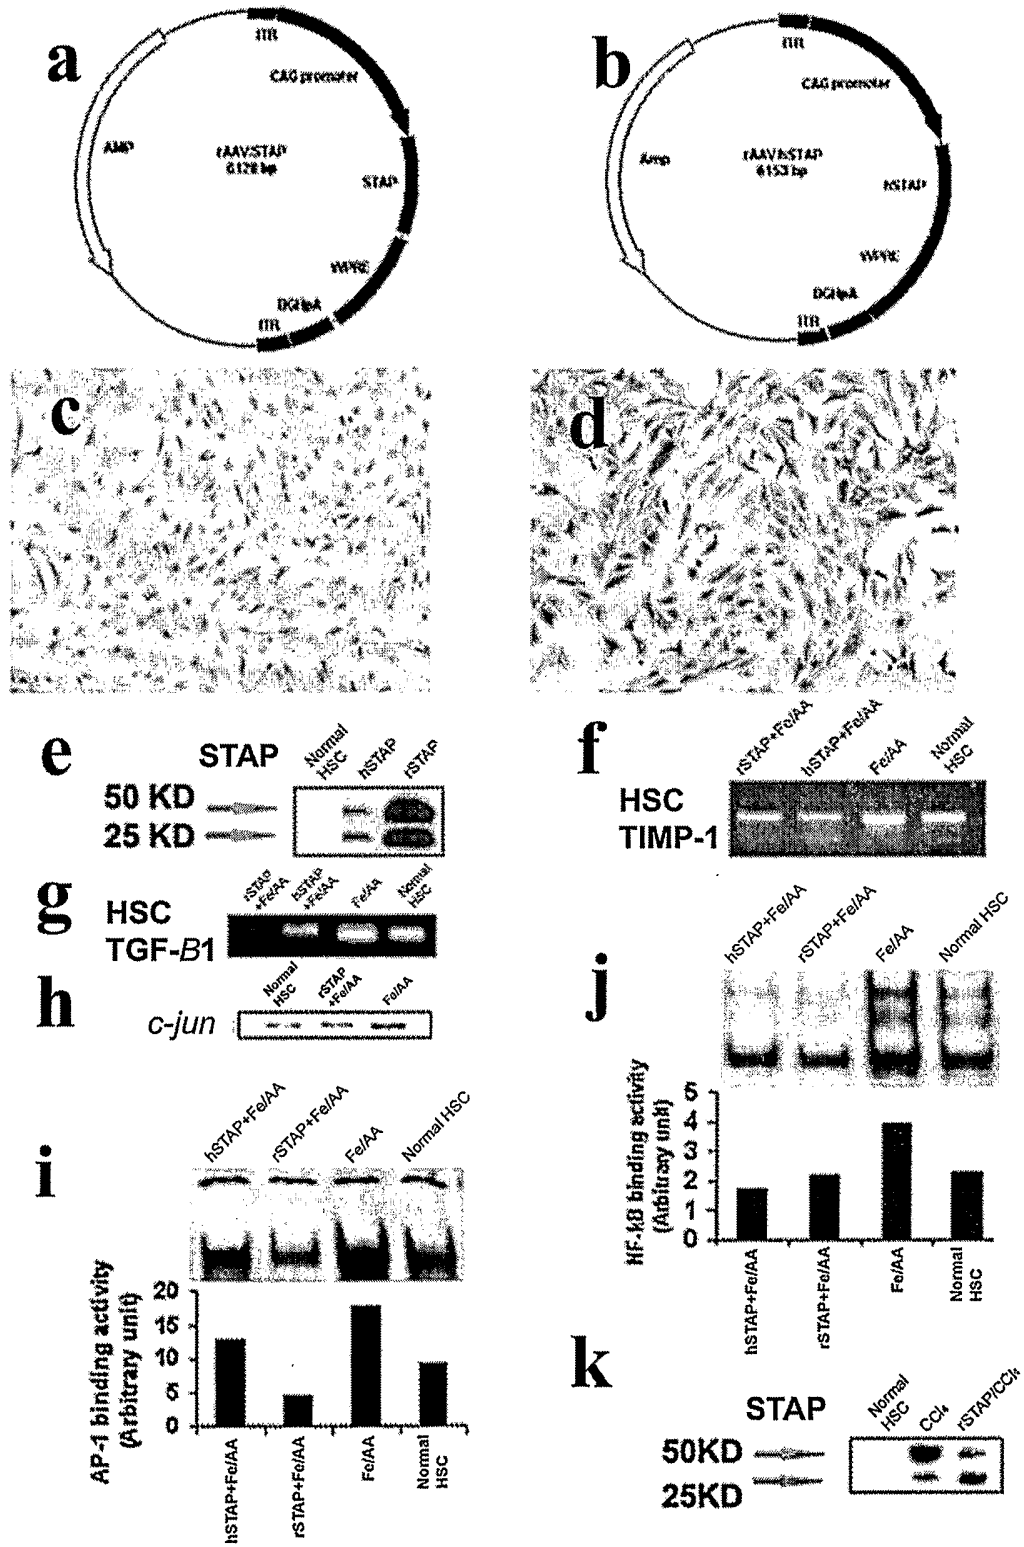 a
ITR
CAG promoter
AMP
rAAV/STAP
6128 bp
STAP
WPRE
BGHpA
ITR
b
ITR
CAG promoter
Amp
rAAV/hSTAP
6153 bp
hSTAP
WPRE
BGHpA
ITR
c
d
e
STAP
50 KD
25 KD
Normal
HSC
hSTAP
rSTAP
f
HSC
TIMP-1
rSTAP+Fe/AA
hSTAP+Fe/AA
Fe/AA
Normal
HSC
g
HSC
TGF-B1
rSTAP
+Fe/AA
hSTAP
+Fe/AA
Fe/AA
Normal
HSC
h
c-jun
Normal
HSC
rSTAP
+Fe/AA
Fe/AA
i
hSTAP+Fe/AA
rSTAP+Fe/AA
Fe/AA
Normal HSC
AP-1 binding activity
(Arbitrary unit)
20
15
10
5
0
hSTAP+Fe/AA
rSTAP+Fe/AA
Fe/AA
Normal
HSC
j
hSTAP+Fe/AA
rSTAP+Fe/AA
Fe/AA
Normal HSC
NF-kB binding activity
(Arbitrary unit)
5
4
3
2
1
0
hSTAP+Fe/AA
rSTAP+Fe/AA
Fe/AA
Normal
HSC
k
STAP
50KD
25KD
Normal
HSC
CCl₄
rSTAP/CCl₄